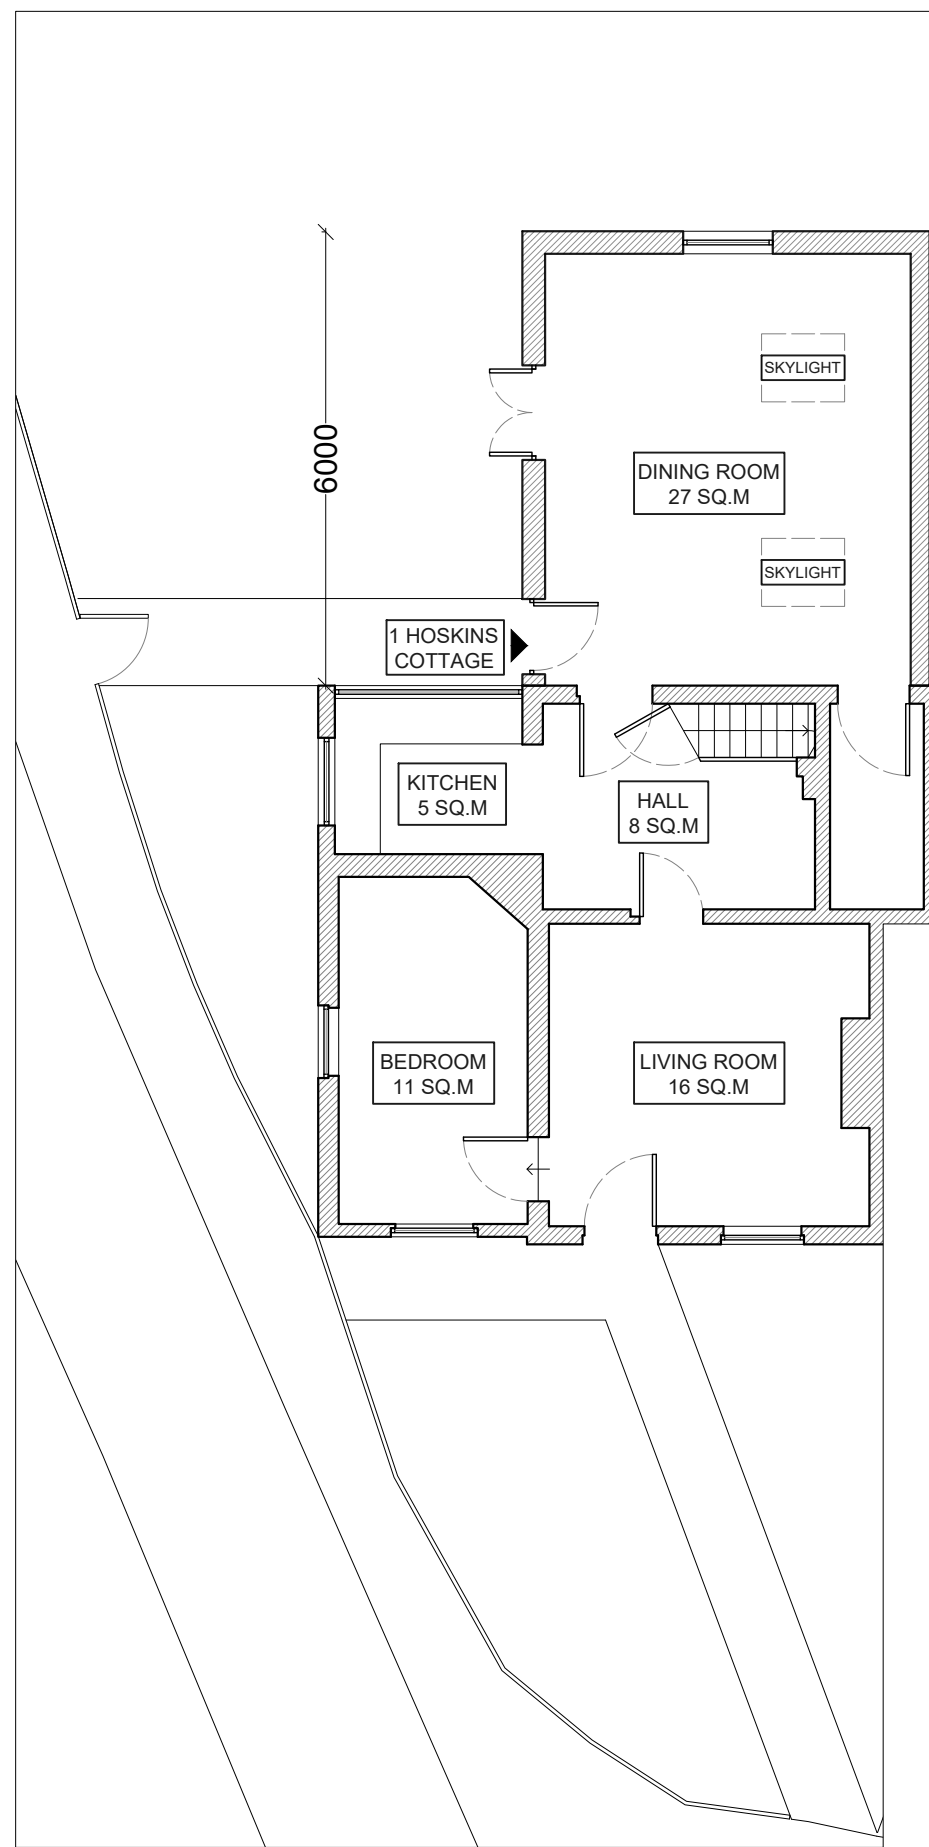 SKYLIGHT
6000
DINING ROOM
27 SQ.M
SKYLIGHT
1 HOSKINS
COTTAGE
KITCHEN
5 SQ.M
HALL
8 SQ.M
BEDROOM
11 SQ.M
LIVING ROOM
16 SQ.M